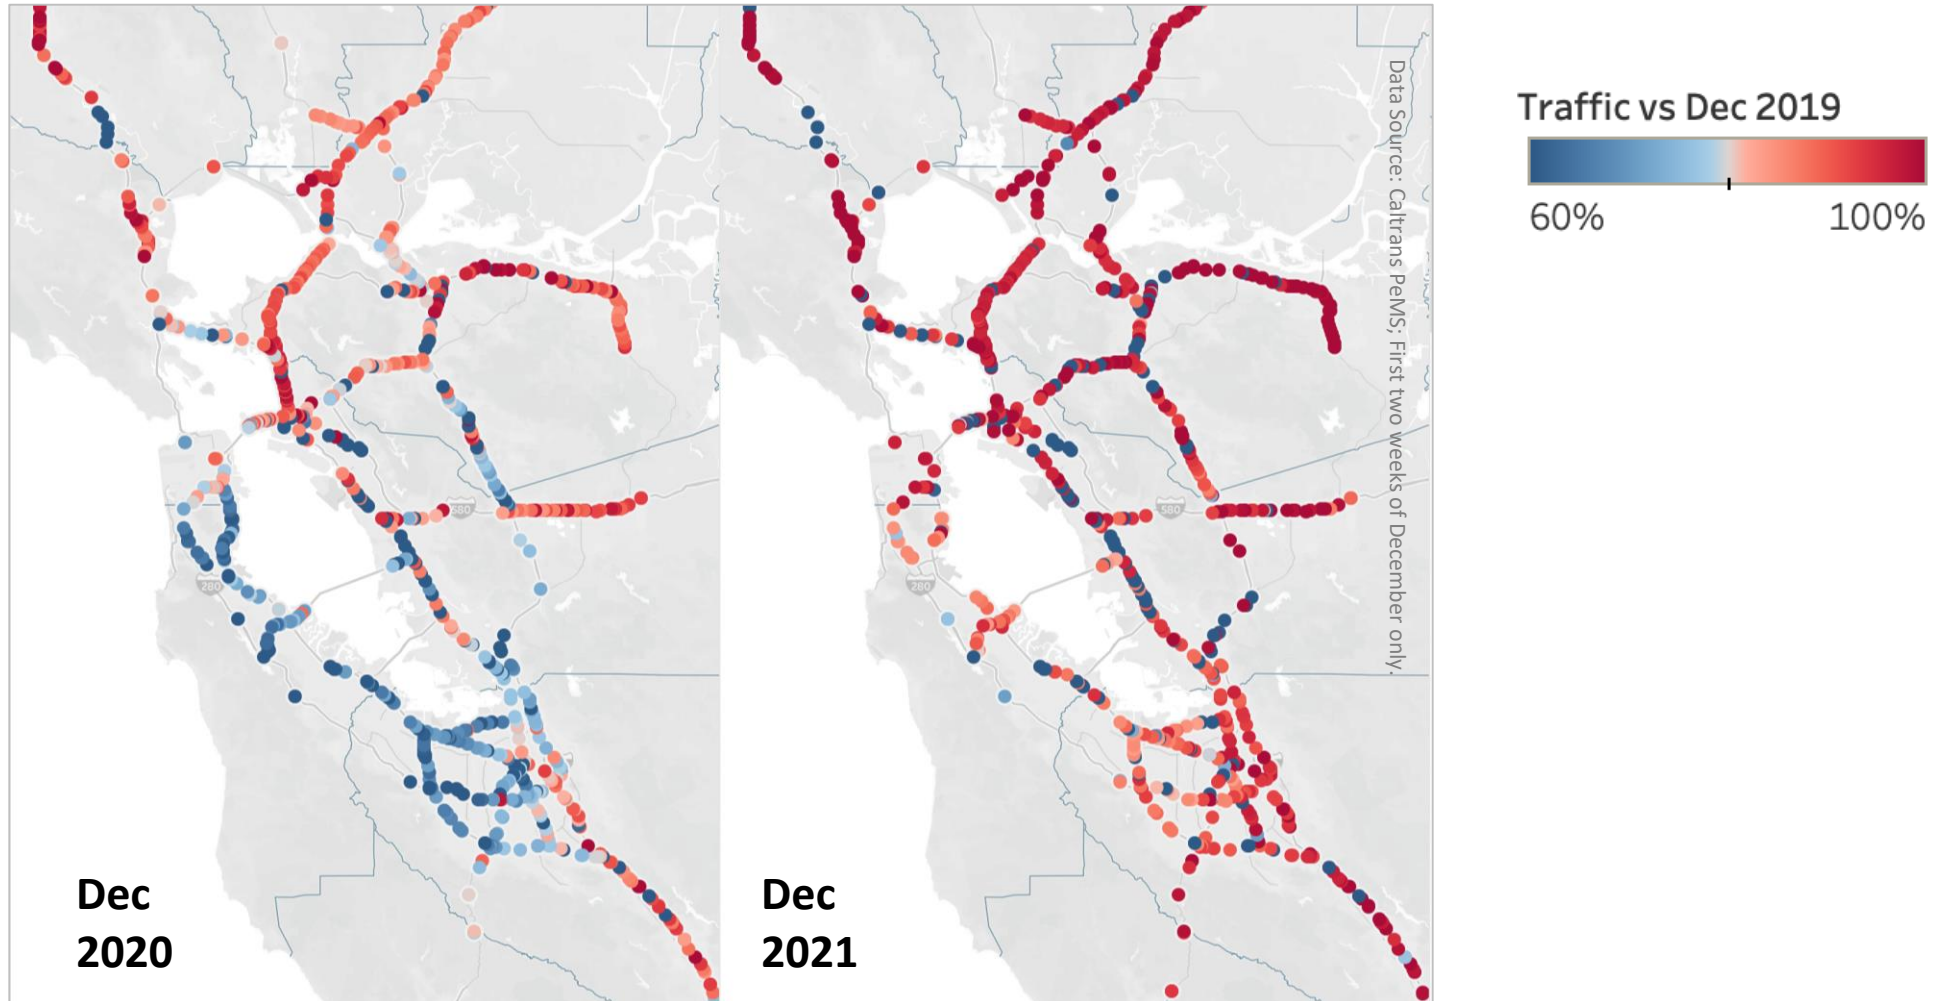 Traffic vs Dec 2019
60%
100%
Data Source: Caltrans PeMS; First two weeks of December only.
580
580
280
280
Dec
2020
Dec
2021